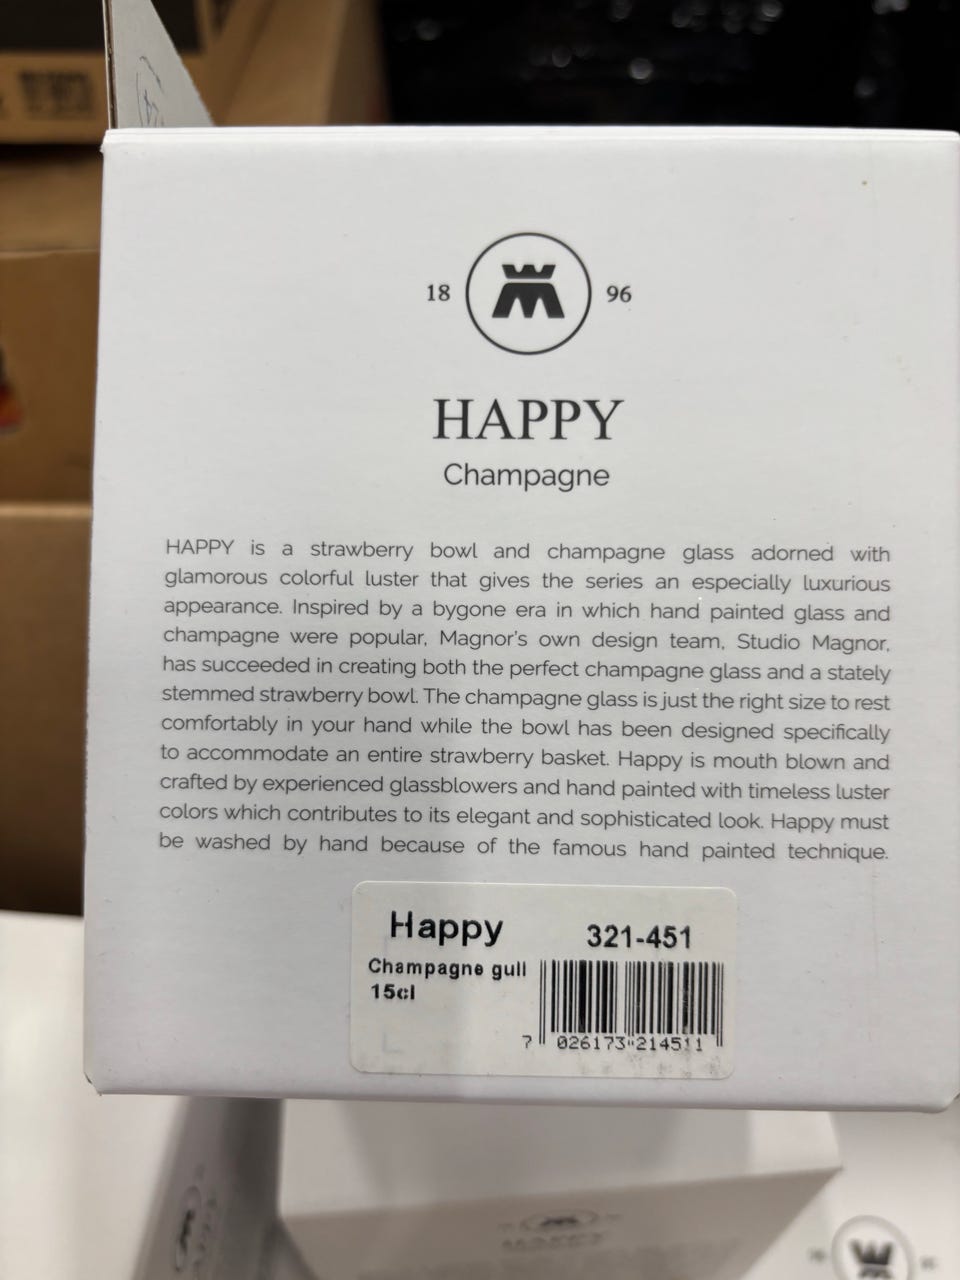 18 96
HAPPY
Champagne
HAPPY is a strawberry bowl and champagne glass adorned with
glamorous colorful luster that gives the series an especially luxurious
appearance. Inspired by a bygone era in which hand painted glass and
champagne were popular, Magnor's own design team, Studio Magnor,
has succeeded in creating both the perfect champagne glass and a stately
stemmed strawberry bowl. The champagne glass is just the right size to rest
comfortably in your hand while the bowl has been designed specifically
to accommodate an entire strawberry basket. Happy is mouth blown and
crafted by experienced glassblowers and hand painted with timeless luster
colors which contributes to its elegant and sophisticated look. Happy must
be washed by hand because of the famous hand painted technique.
Happy 321-451
Champagne gull
15cl
7 026173 214511
HAPPY